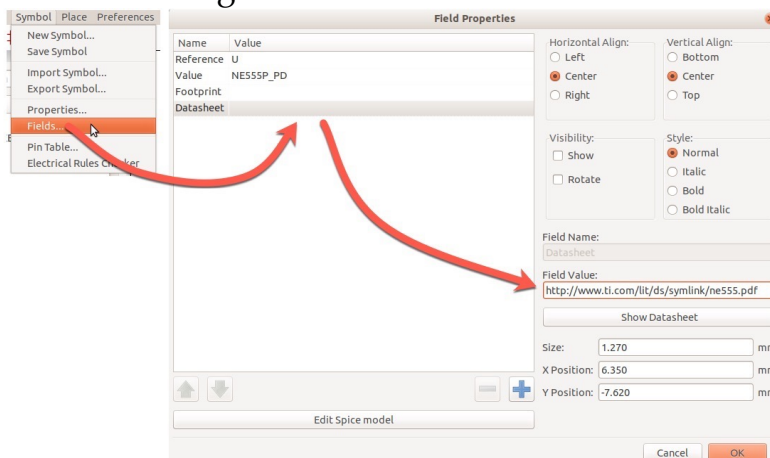 Symbol Place Preferences
New Symbol...
Save Symbol
Import Symbol...
Export Symbol...
Properties...
Fields...
Pin Table...
Electrical Rules Checker
Field Properties
Name Value
Reference U
Value NE555P_PD
Footprint
Datasheet
Edit Spice model
Horizontal Align:
Left
Center
Right
Vertical Align:
Bottom
Center
Top
Visibility:
Show
Rotate
Style:
Normal
Italic
Bold
Bold Italic
Field Name:
Datasheet
Field Value:
http://www.ti.com/lit/ds/symlink/ne555.pdf
Show Datasheet
Size: 1.270 mm
X Position: 6.350 mm
Y Position: -7.620 mm
Cancel OK